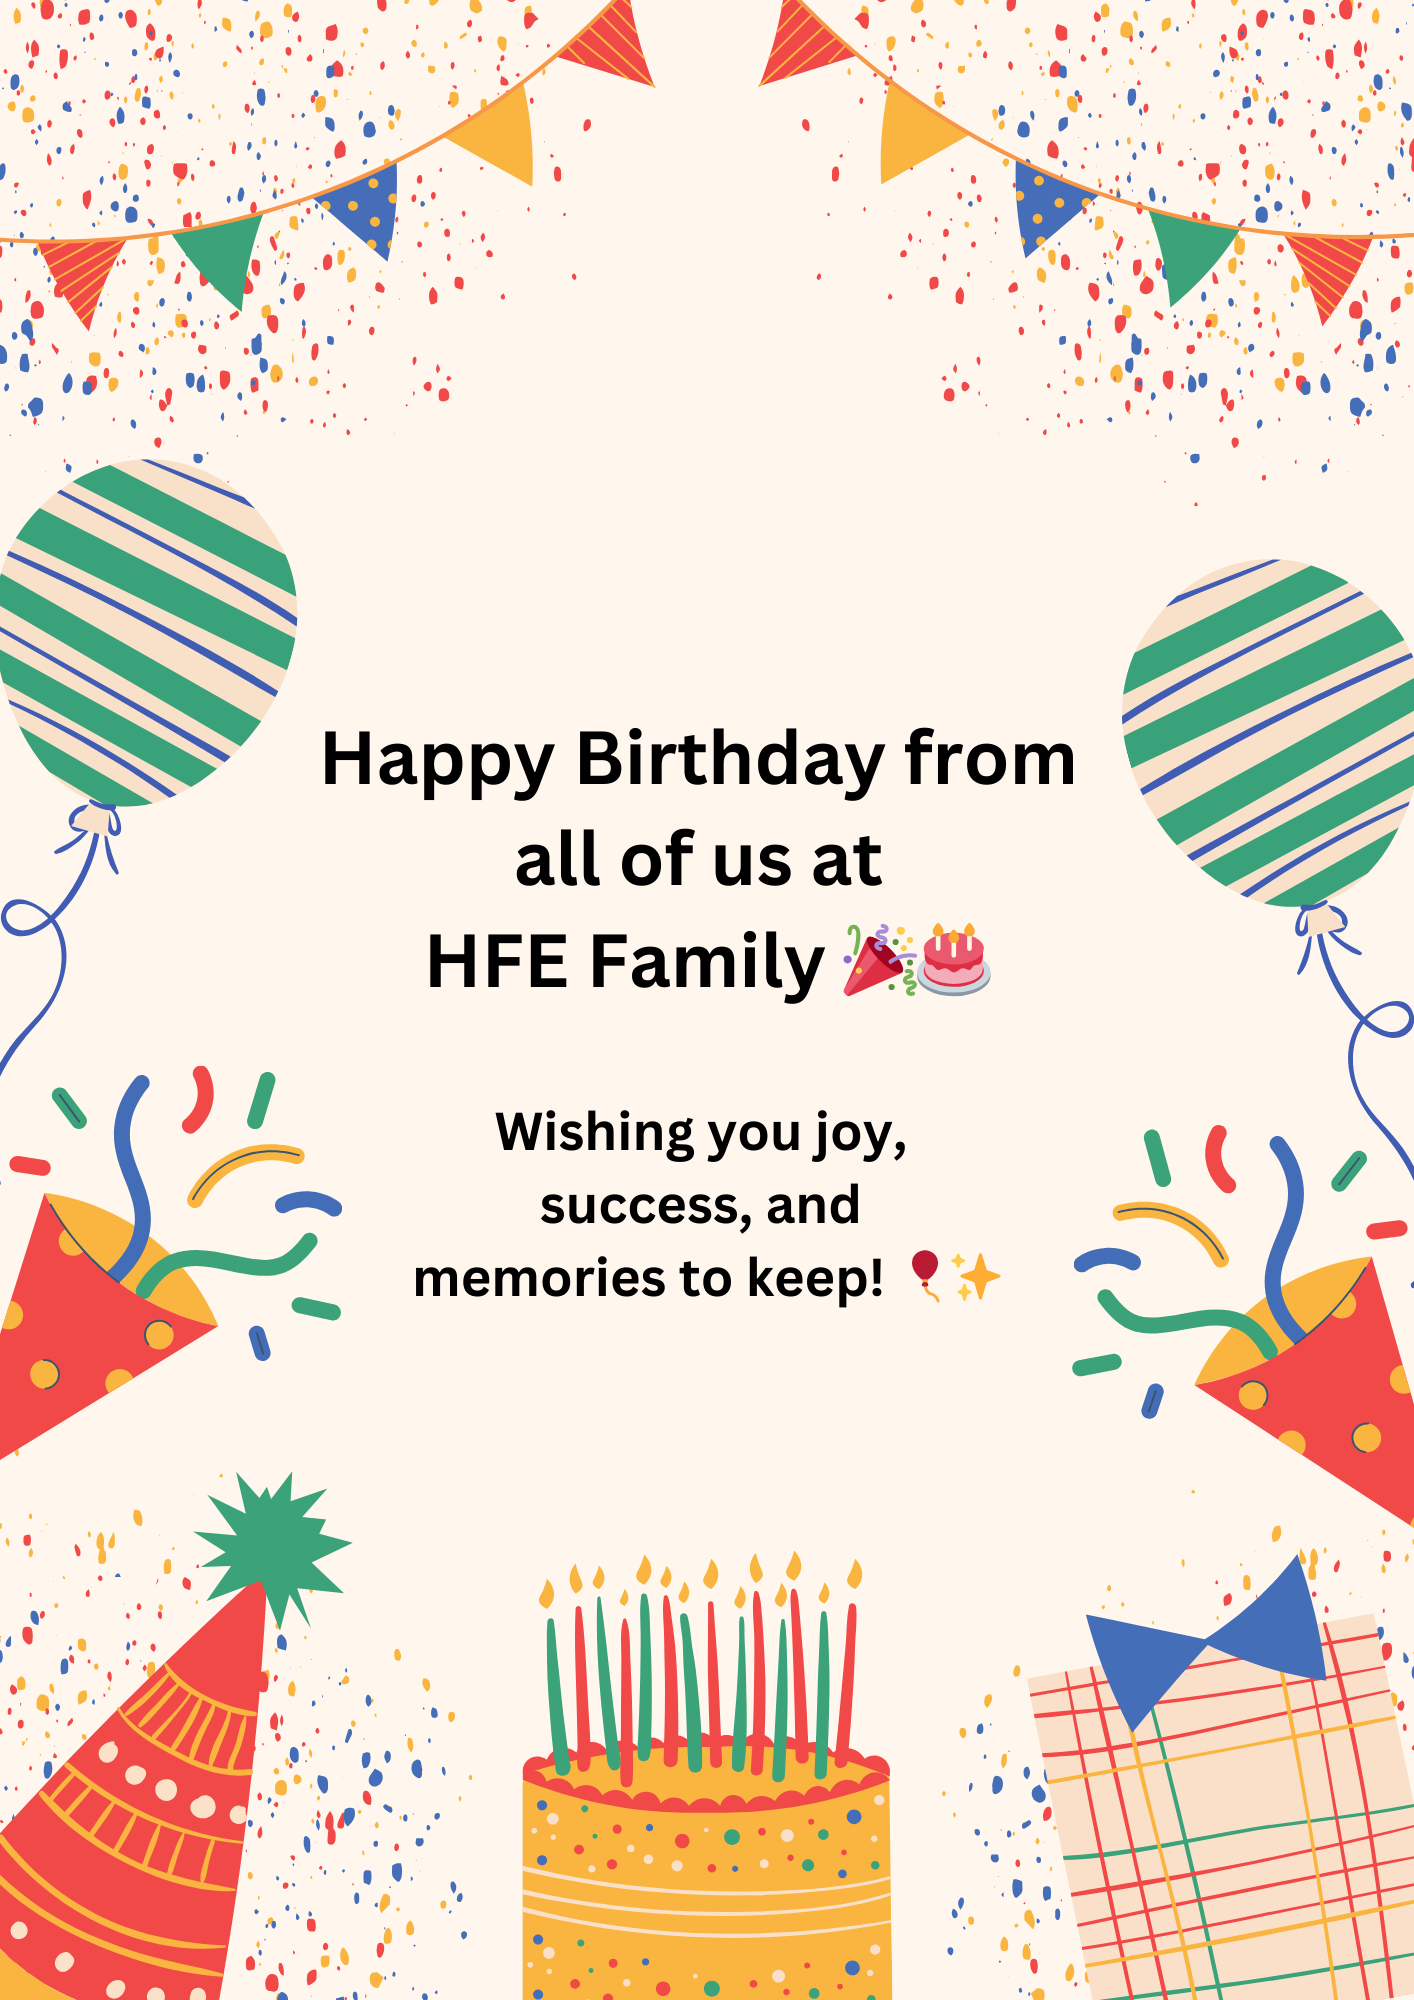 Happy Birthday from
all of us at
HFE Family 🎉🎂
Wishing you joy,
success, and
memories to keep! 🎈✨